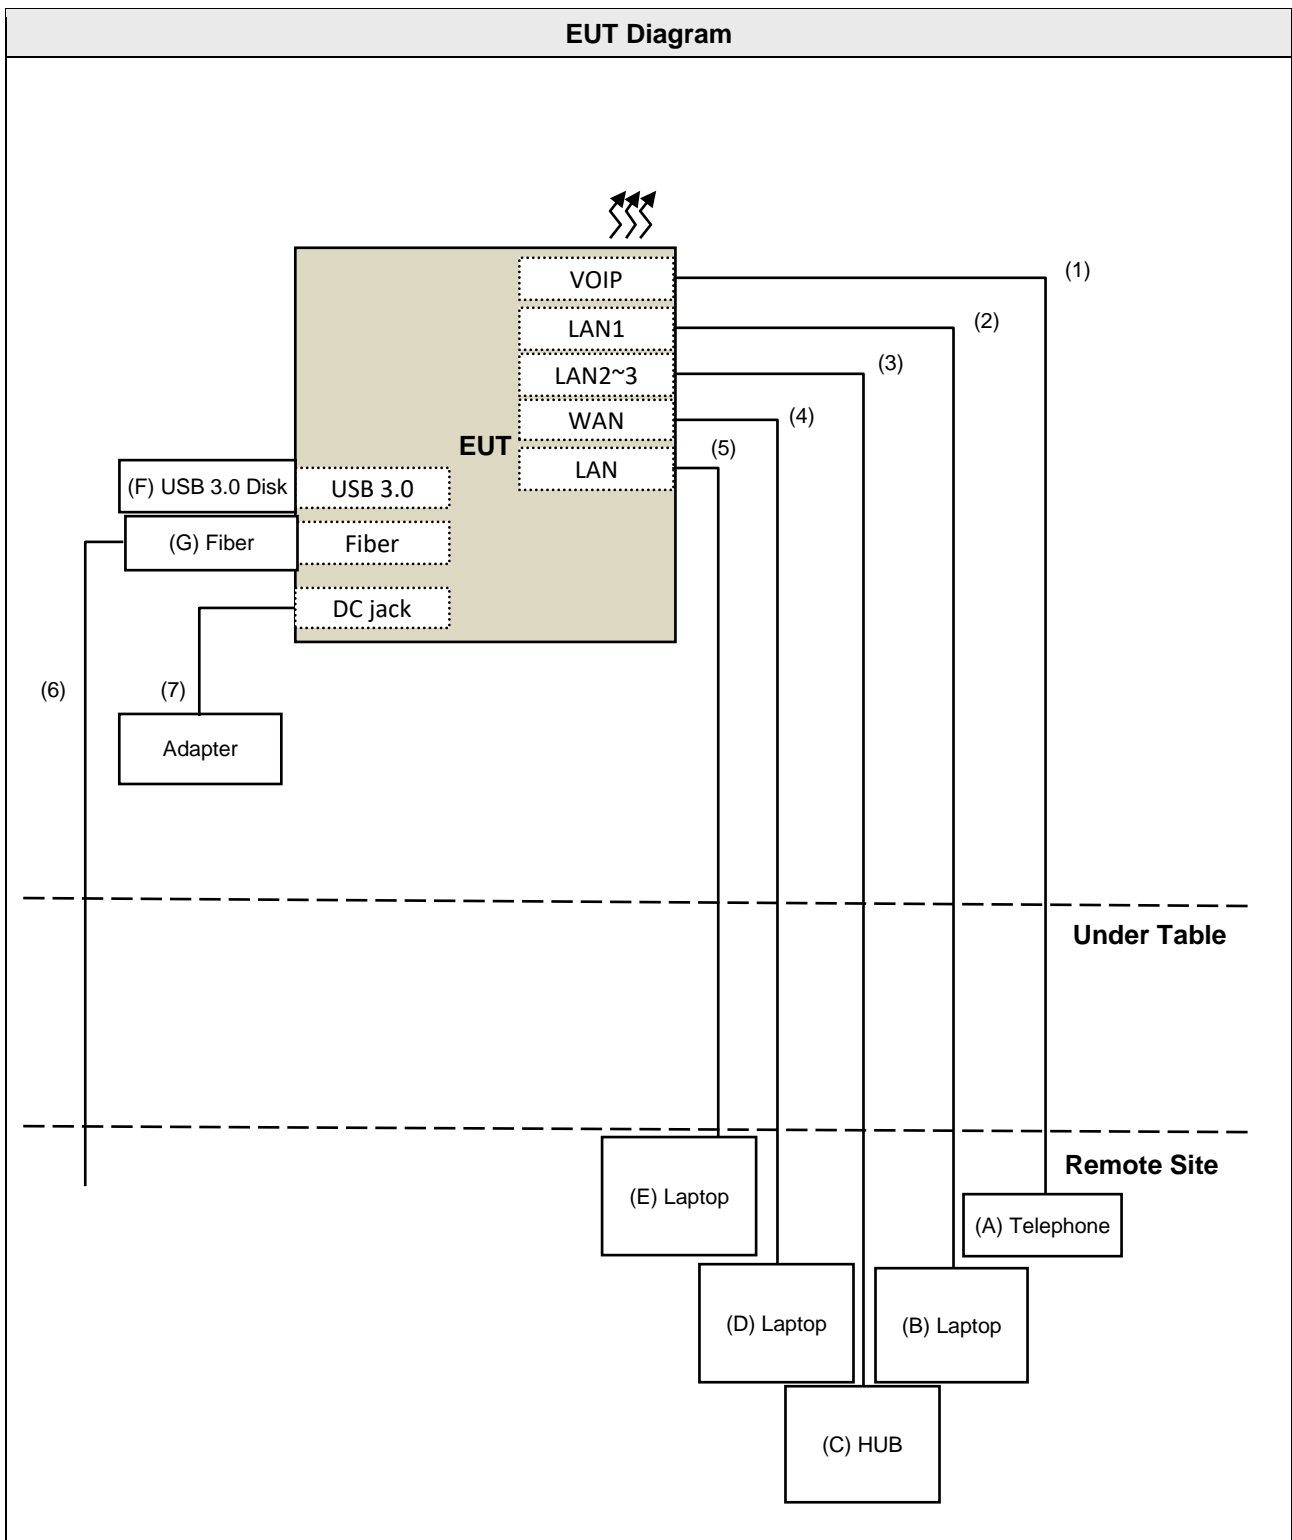 EUT Diagram
VOIP
(1)
LAN1
(2)
LAN2~3
(3)
WAN
(4)
EUT
(5)
LAN
(F) USB 3.0 Disk
USB 3.0
(G) Fiber
Fiber
DC jack
(6)
(7)
Adapter
Under Table
Remote Site
(E) Laptop
(A) Telephone
(D) Laptop
(B) Laptop
(C) HUB